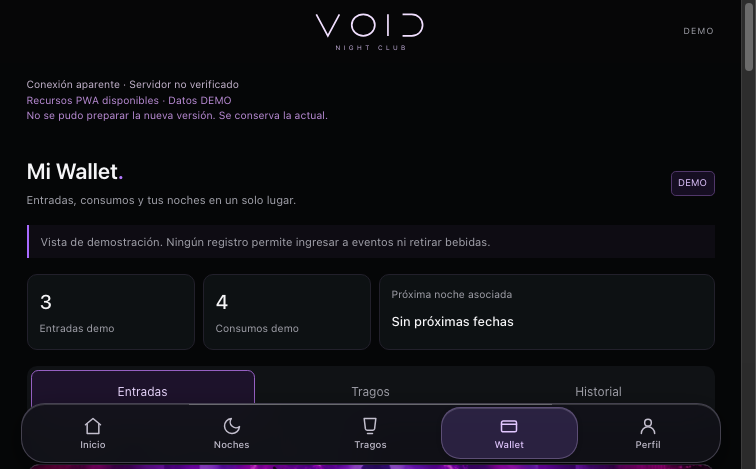 VOID
NIGHT CLUB
DEMO
Conexión aparente · Servidor no verificado
Recursos PWA disponibles · Datos DEMO
No se pudo preparar la nueva versión. Se conserva la actual.
Mi Wallet.
DEMO
Entradas, consumos y tus noches en un solo lugar.
Vista de demostración. Ningún registro permite ingresar a eventos ni retirar bebidas.
3
Entradas demo
4
Consumos demo
Próxima noche asociada
Sin próximas fechas
Entradas
Tragos
Historial
Inicio
Noches
Tragos
Wallet
Perfil